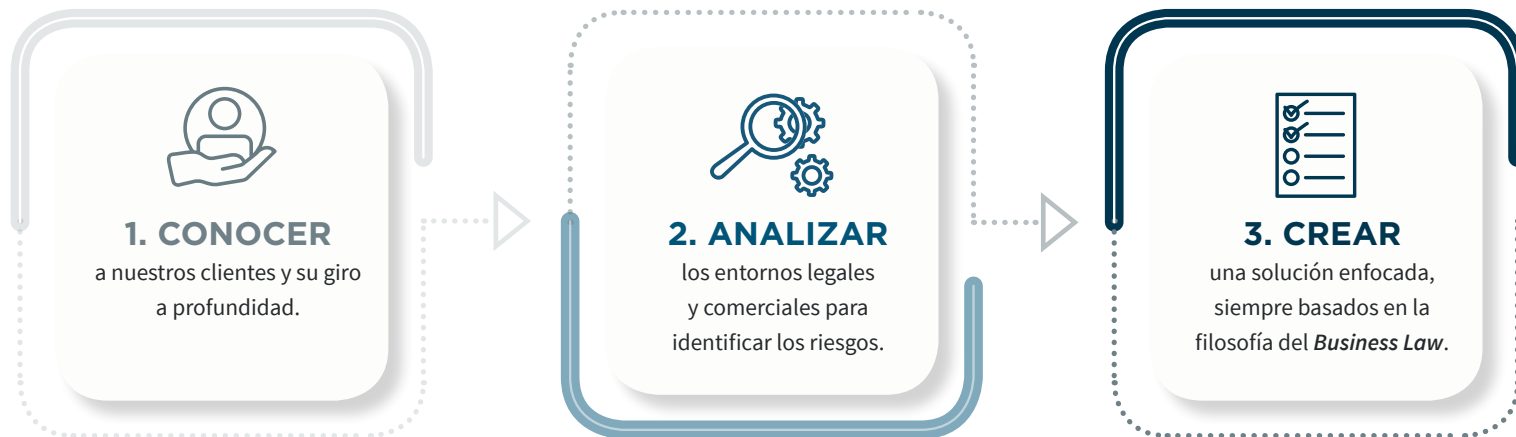 1. CONOCER
a nuestros clientes y su giro
a profundidad.
2. ANALIZAR
los entornos legales
y comerciales para
identificar los riesgos.
3. CREAR
una solución enfocada,
siempre basados en la
filosofía del Business Law.